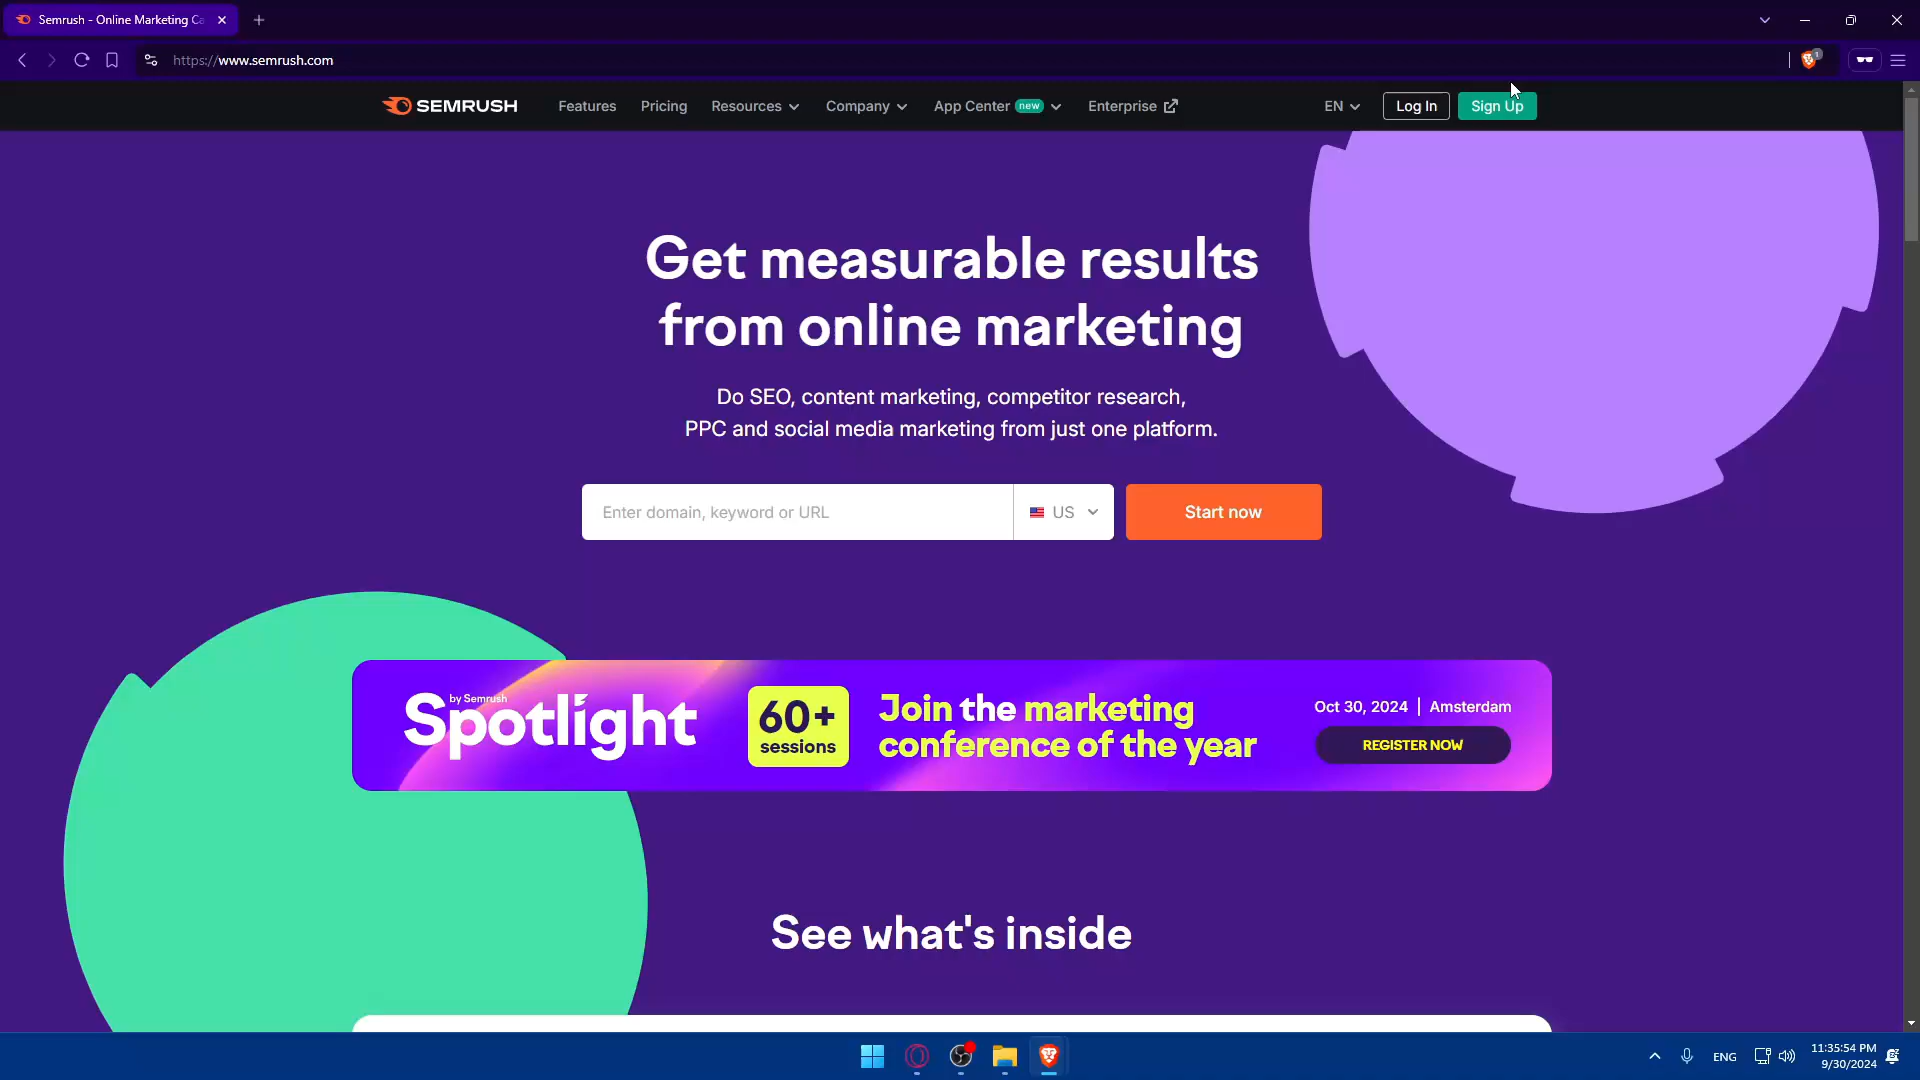 Semrush - Online Marketing Ca
https://www.semrush.com
1
SEMRUSH
Features
Pricing
Resources
Company
App Center new
Enterprise
EN
Log In
Sign Up
Get measurable results
from online marketing
Do SEO, content marketing, competitor research,
PPC and social media marketing from just one platform.
Enter domain, keyword or URL
US
Start now
by Semrush
Spotlight
60+
sessions
Join the marketing
conference of the year
Oct 30, 2024 | Amsterdam
REGISTER NOW
See what's inside
ENG
11:35:54 PM
9/30/2024